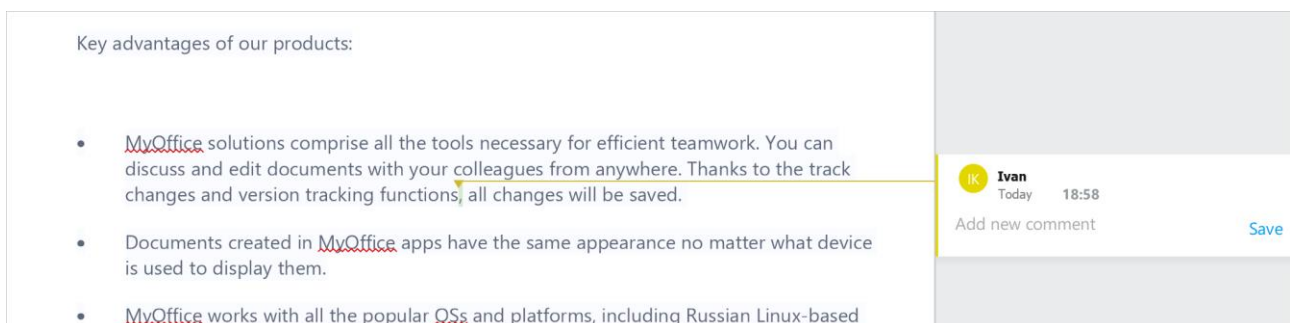 Key advantages of our products:
• MyOffice solutions comprise all the tools necessary for efficient teamwork. You can
discuss and edit documents with your colleagues from anywhere. Thanks to the track
changes and version tracking functions, all changes will be saved.
• Documents created in MyOffice apps have the same appearance no matter what device
is used to display them.
• MyOffice works with all the popular OSs and platforms, including Russian Linux-based
IK Ivan
Today 18:58
Add new comment
Save